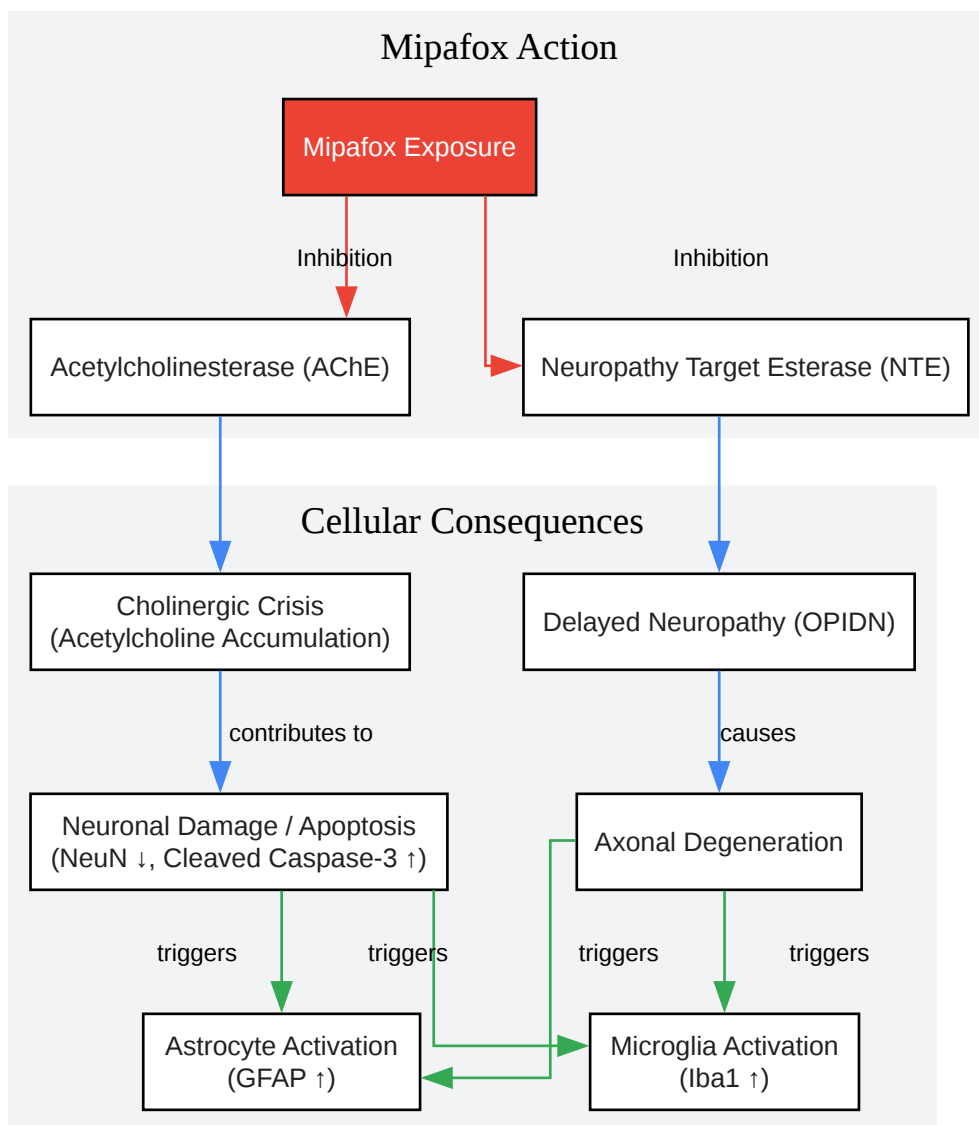 Mipafox Action
Mipafox Exposure
Inhibition
Inhibition
Acetylcholinesterase (AChE)
Neuropathy Target Esterase (NTE)
Cellular Consequences
Cholinergic Crisis
(Acetylcholine Accumulation)
Delayed Neuropathy (OPIDN)
contributes to
causes
Neuronal Damage / Apoptosis
(NeuN ↓, Cleaved Caspase-3 ↑)
Axonal Degeneration
triggers
triggers
triggers
triggers
Astrocyte Activation
(GFAP ↑)
Microglia Activation
(Iba1 ↑)